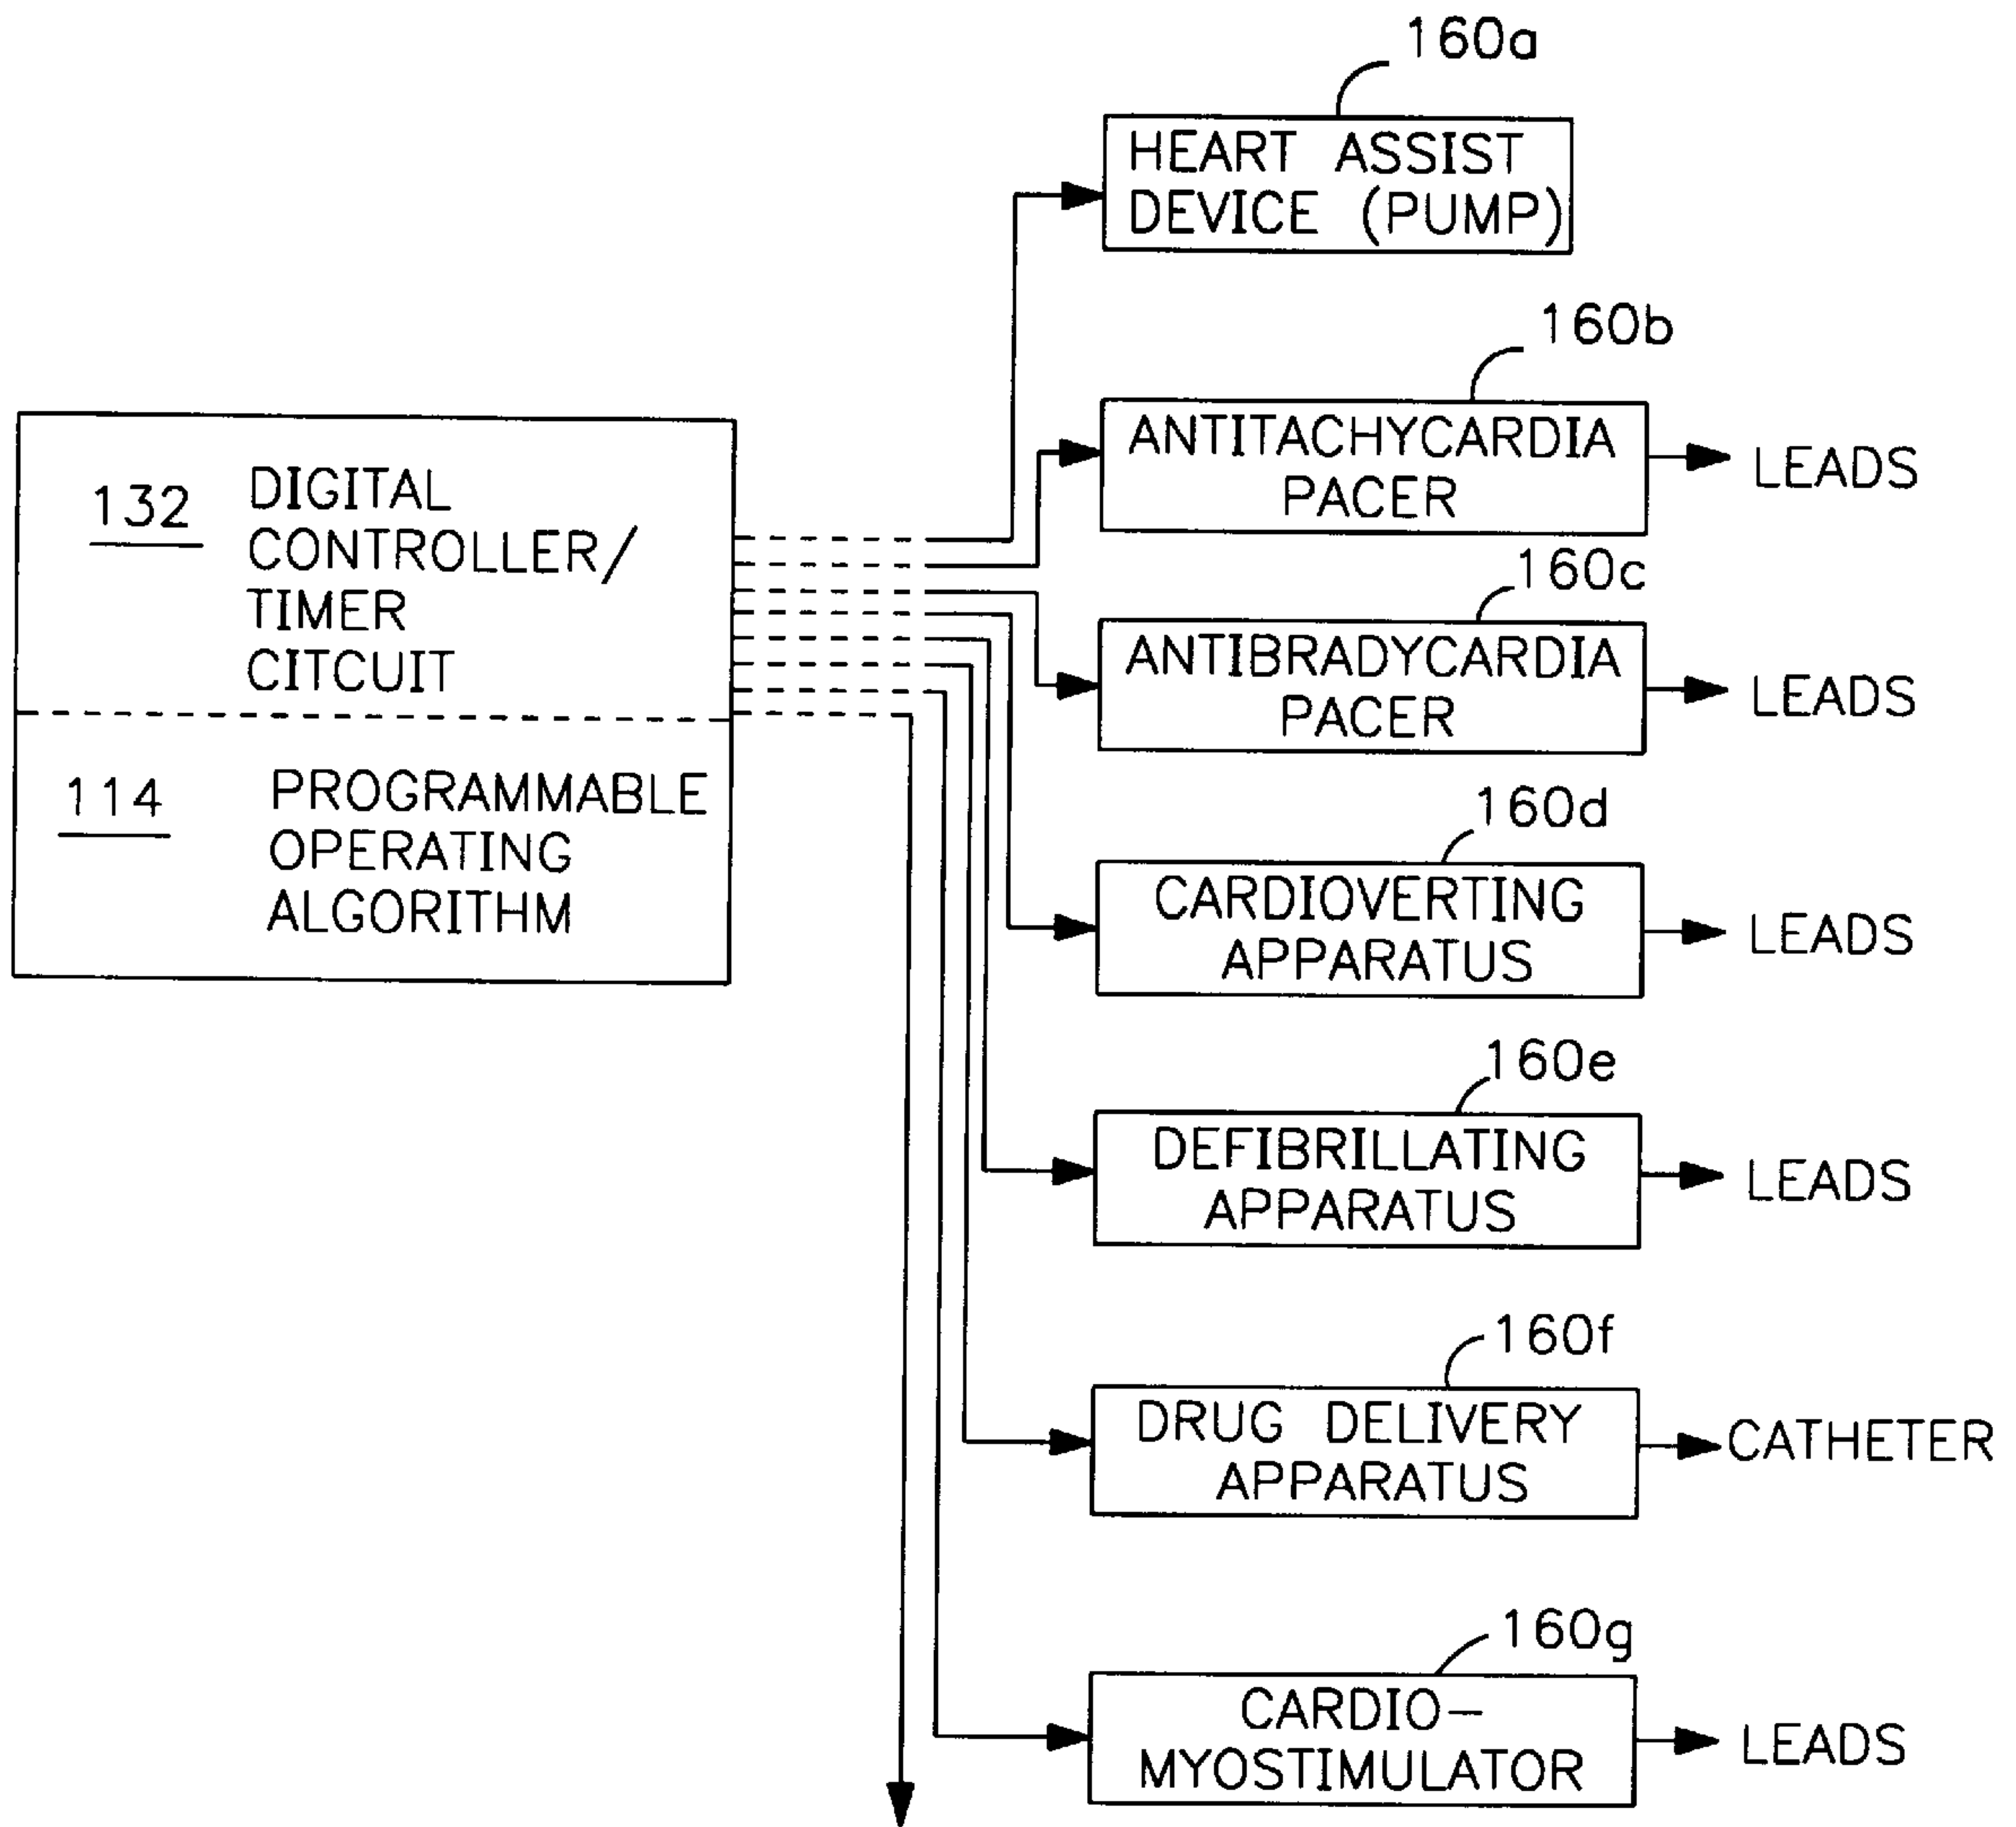 160a
HEART ASSIST
DEVICE (PUMP)
160b
ANTITACHYCARDIA
PACER
LEADS
132
DIGITAL
CONTROLLER/
TIMER
CITCUIT
114
PROGRAMMABLE
OPERATING
ALGORITHM
160c
ANTIBRADYCARDIA
PACER
LEADS
160d
CARDIOVERTING
APPARATUS
LEADS
160e
DEFIBRILLATING
APPARATUS
LEADS
160f
DRUG DELIVERY
APPARATUS
CATHETER
160g
CARDIO-
MYOSTIMULATOR
LEADS